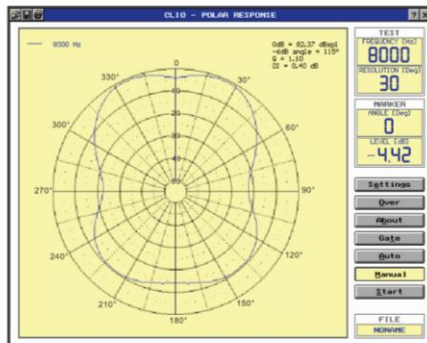 CLIO - POLAR RESPONSE
8000 Hz
0dB = 82.37 dBspl
-6dB angle = 115°
Q = 1.10
DI = 0.40 dB
0
330°
30°
300°
60°
270°
90°
240°
120°
210°
150°
180°
TEST
FREQUENCY [Hz]
8000
RESOLUTION [Deg]
30
MARKER
ANGLE [Deg]
0
LEVEL [dB]
-4.42
Settings
Over
About
Gate
Auto
Manual
Start
FILE
NONAME